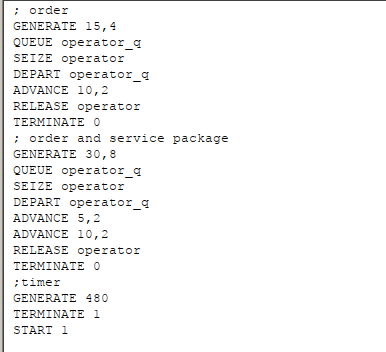 ; order
GENERATE 15,4
QUEUE operator_q
SEIZE operator
DEPART operator_q
ADVANCE 10,2
RELEASE operator
TERMINATE 0
; order and service package
GENERATE 30,8
QUEUE operator_q
SEIZE operator
DEPART operator_q
ADVANCE 5,2
ADVANCE 10,2
RELEASE operator
TERMINATE 0
;timer
GENERATE 480
TERMINATE 1
START 1